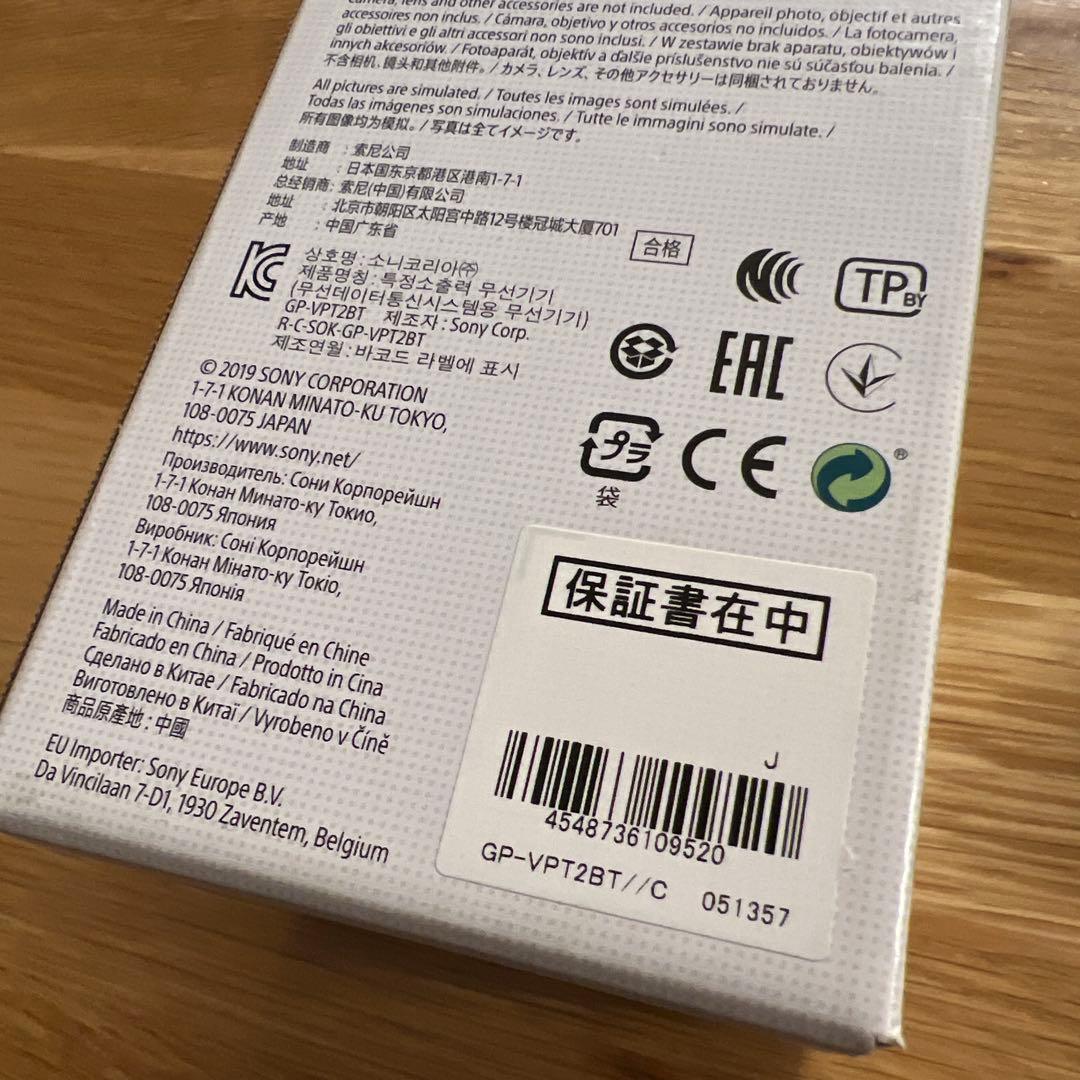 camera, lens and other accessories are not included. / Appareil photo, objectif et autres
accessoires non inclus. / Cámara, objetivo y otros accesorios no incluidos. / La fotocamera,
gli obiettivi e gli altri accessori non sono inclusi. / W zestawie brak aparatu, obiektywów i
innych akcesoriów. / Fotoaparát, objektív a ďalšie príslušenstvo nie sú súčasťou balenia. /
不含相机、镜头和其他附件。/ カメラ、レンズ、その他アクセサリーは同梱されておりません。
All pictures are simulated. / Toutes les images sont simulées. /
Todas las imágenes son simulaciones. / Tutte le immagini sono simulate. /
所有图像均为模拟。/ 写真は全てイメージです。
制造商 : 索尼公司
地址 : 日本国东京都港区港南1-7-1
总经销商: 索尼(中国)有限公司
地址 : 北京市朝阳区太阳宫中路12号楼冠城大厦701
产地 : 中国广东省
合格
상호명 : 소니코리아㈜
제품명칭 : 특정소출력 무선기기
(무선데이터통신시스템용 무선기기)
GP-VPT2BT 제조자 : Sony Corp.
R-C-SOK-GP-VPT2BT
제조연월 : 바코드 라벨에 표시
TP BY
EAC
© 2019 SONY CORPORATION
1-7-1 KONAN MINATO-KU TOKYO,
108-0075 JAPAN
https://www.sony.net/
プラ
袋
CE
®
Производитель: Сони Корпорейшн
1-7-1 Конан Минато-ку Токио,
108-0075 Япония
Виробник: Соні Корпорейшн
1-7-1 Конан Мінато-ку Токіо,
108-0075 Японія
Made in China / Fabriqué en Chine
Fabricado en China / Prodotto in Cina
Сделано в Китае / Fabricado na China
Виготовлено в Китаї / Vyrobeno v Číně
商品原產地 : 中國
EU Importer: Sony Europe B.V.
Da Vincilaan 7-D1, 1930 Zaventem, Belgium
保証書在中
J
4548736109520
GP-VPT2BT//C 051357